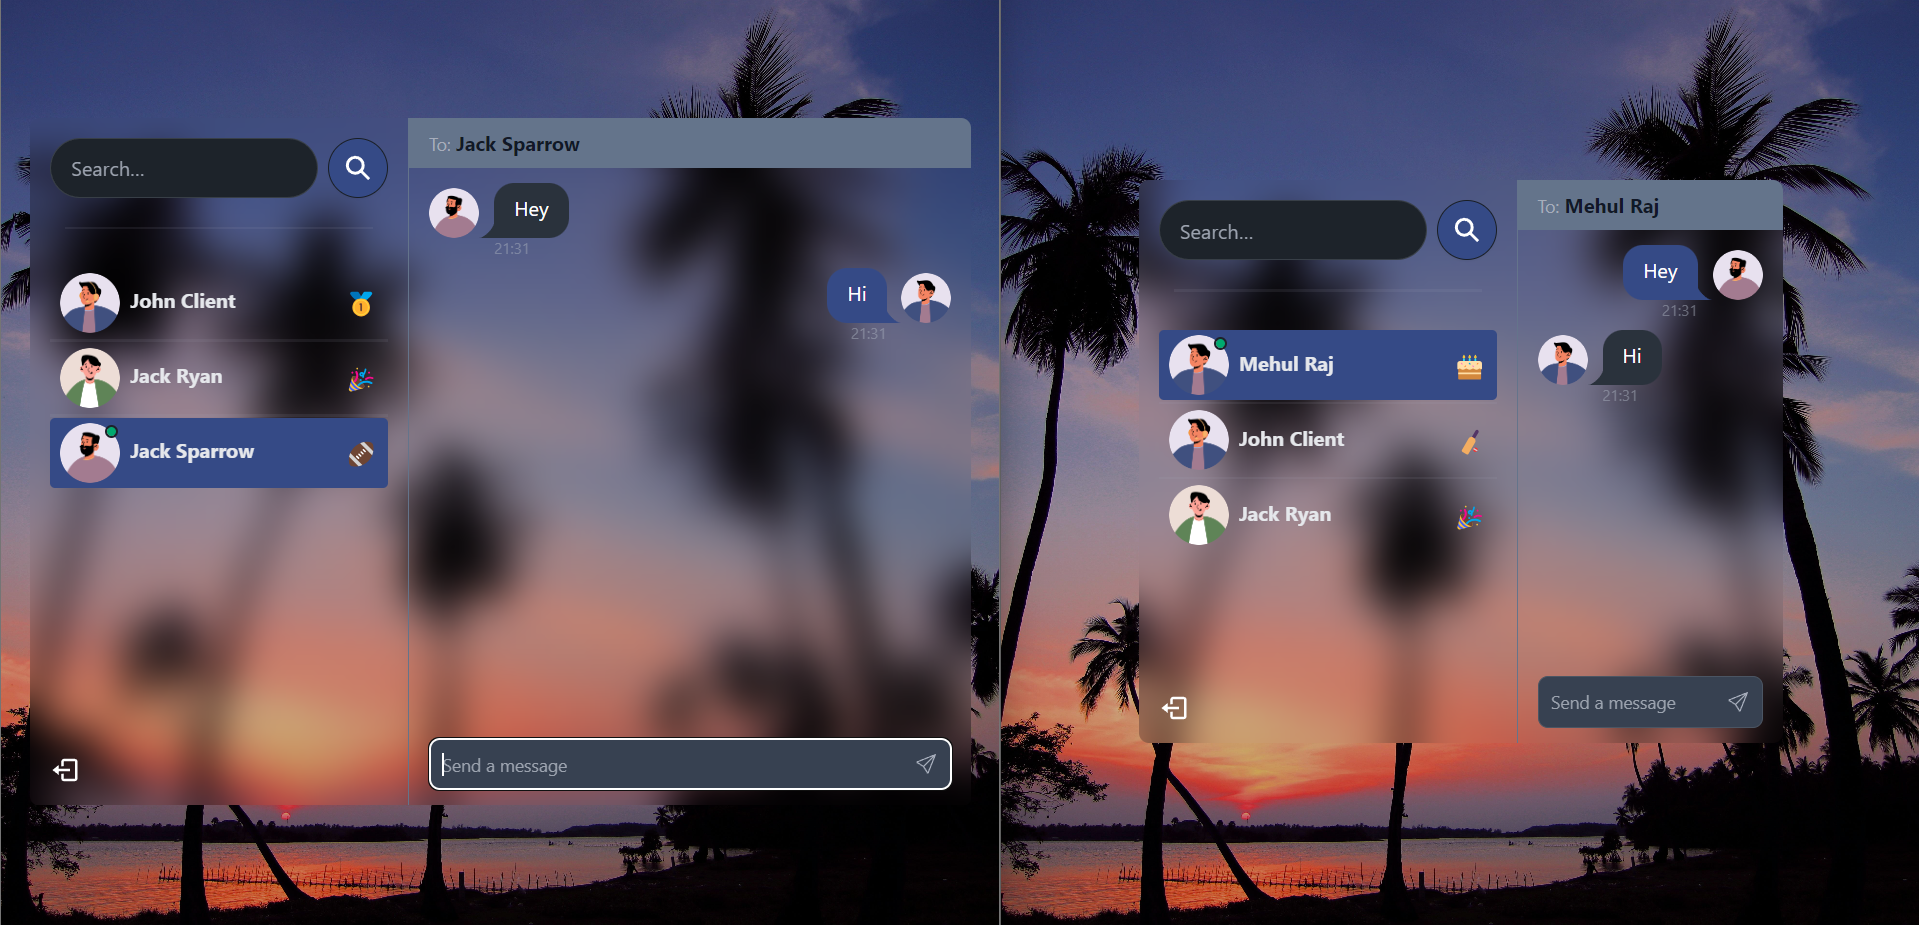 Search...
John Client
Jack Ryan
Jack Sparrow
To: Jack Sparrow
Hey
21:31
Hi
21:31
Send a message
Search...
Mehul Raj
John Client
Jack Ryan
To: Mehul Raj
Hey
21:31
Hi
21:31
Send a message